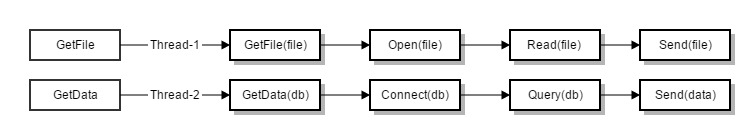 GetFile Thread-1 GetFile(file) Open(file) Read(file) Send(file)
GetData Thread-2 GetData(db) Connect(db) Query(db) Send(data)